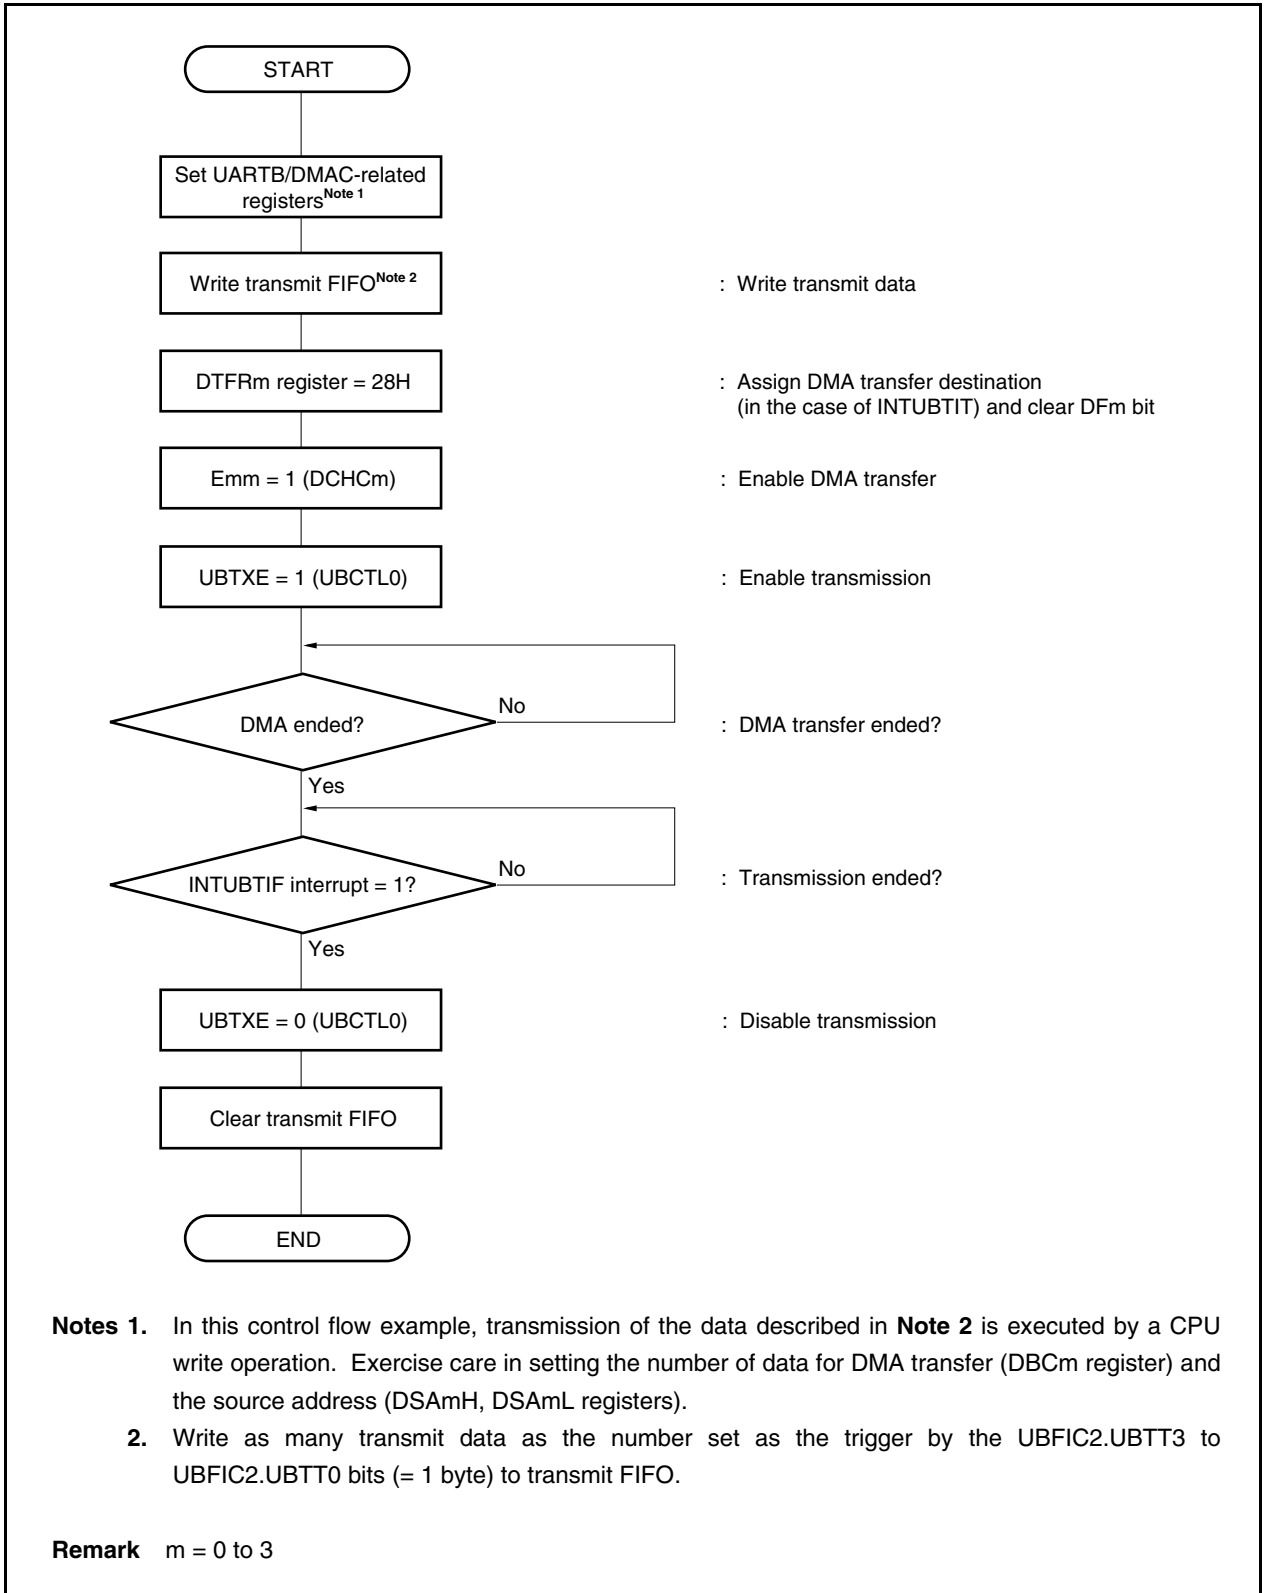 START
Set UARTB/DMAC-related
registersNote 1
Write transmit FIFONote 2
: Write transmit data
DTFRm register = 28H
: Assign DMA transfer destination
(in the case of INTUBTIT) and clear DFm bit
Emm = 1 (DCHCm)
: Enable DMA transfer
UBTXE = 1 (UBCTL0)
: Enable transmission
DMA ended?
No
: DMA transfer ended?
Yes
INTUBTIF interrupt = 1?
No
: Transmission ended?
Yes
UBTXE = 0 (UBCTL0)
: Disable transmission
Clear transmit FIFO
END
Notes 1. In this control flow example, transmission of the data described in Note 2 is executed by a CPU
write operation. Exercise care in setting the number of data for DMA transfer (DBCm register) and
the source address (DSAmH, DSAmL registers).
2. Write as many transmit data as the number set as the trigger by the UBFIC2.UBTT3 to
UBFIC2.UBTT0 bits (= 1 byte) to transmit FIFO.
Remark m = 0 to 3